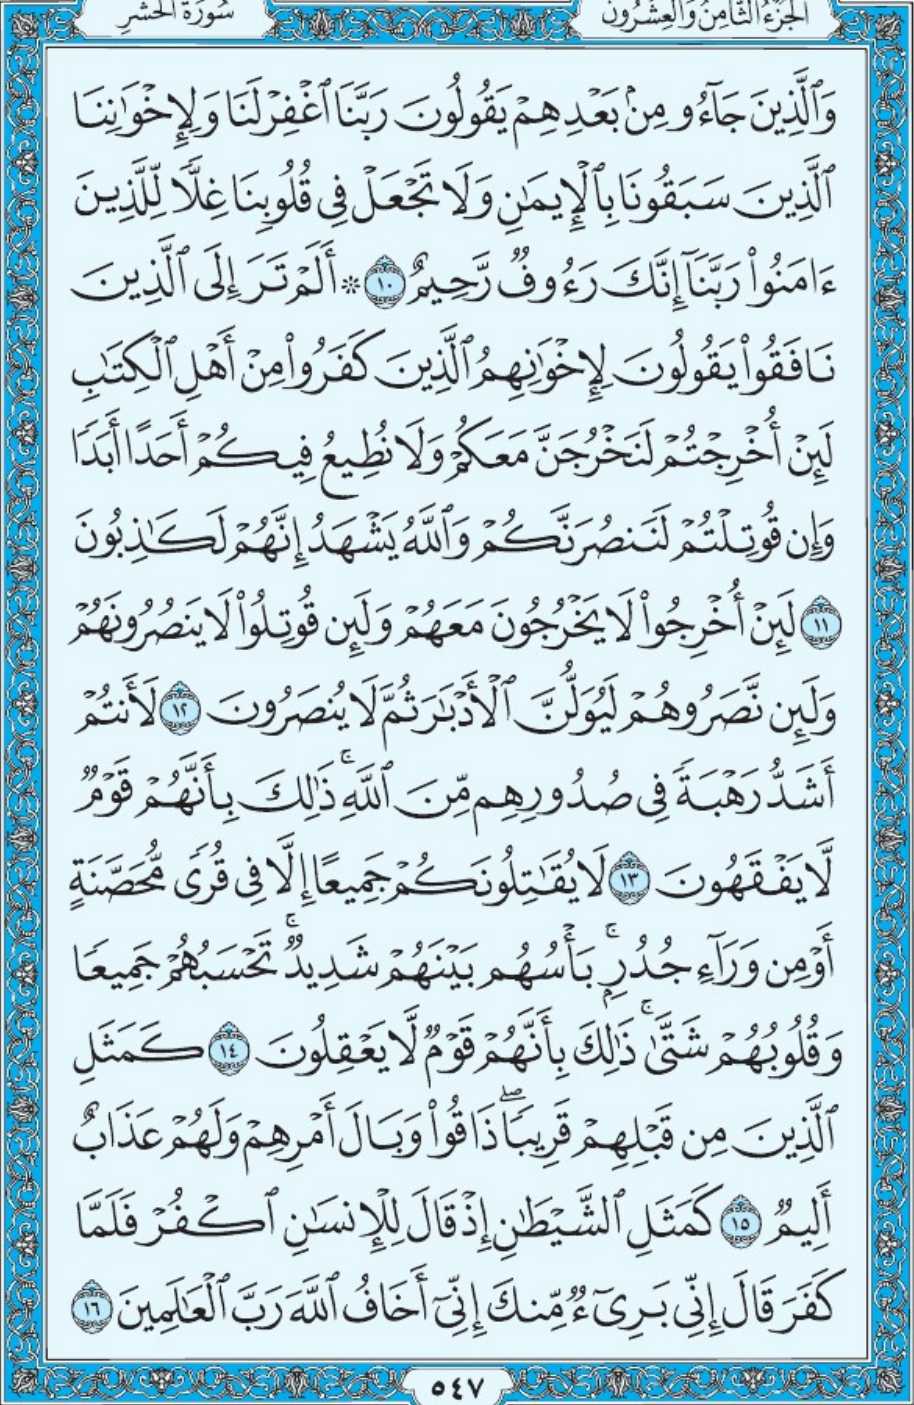 الجزء الثامن والعشرون
سورة الحشر
وَٱلَّذِينَ جَآءُو مِنۢ بَعْدِهِمْ يَقُولُونَ رَبَّنَا ٱغْفِرْ لَنَا وَلِإِخْوَٰنِنَا
ٱلَّذِينَ سَبَقُونَا بِٱلْإِيمَٰنِ وَلَا تَجْعَلْ فِى قُلُوبِنَا غِلًّا لِّلَّذِينَ
ءَامَنُوا۟ رَبَّنَآ إِنَّكَ رَءُوفٌ رَّحِيمٌ ١٠ ۞ أَلَمْ تَرَ إِلَى ٱلَّذِينَ
نَافَقُوا۟ يَقُولُونَ لِإِخْوَٰنِهِمُ ٱلَّذِينَ كَفَرُوا۟ مِنْ أَهْلِ ٱلْكِتَٰبِ
لَئِنْ أُخْرِجْتُمْ لَنَخْرُجَنَّ مَعَكُمْ وَلَا نُطِيعُ فِيكُمْ أَحَدًا أَبَدًا
وَإِن قُوتِلْتُمْ لَنَنصُرَنَّكُمْ وَٱللَّهُ يَشْهَدُ إِنَّهُمْ لَكَٰذِبُونَ
١١ لَئِنْ أُخْرِجُوا۟ لَا يَخْرُجُونَ مَعَهُمْ وَلَئِن قُوتِلُوا۟ لَا يَنصُرُونَهُمْ
وَلَئِن نَّصَرُوهُمْ لَيُوَلُّنَّ ٱلْأَدْبَٰرَ ثُمَّ لَا يُنصَرُونَ ١٢ لَأَنتُمْ
أَشَدُّ رَهْبَةً فِى صُدُورِهِم مِّنَ ٱللَّهِ ۚ ذَٰلِكَ بِأَنَّهُمْ قَوْمٌ
لَّا يَفْقَهُونَ ١٣ لَا يُقَٰتِلُونَكُمْ جَمِيعًا إِلَّا فِى قُرًى مُّحَصَّنَةٍ
أَوْ مِن وَرَآءِ جُدُرٍۭ ۚ بَأْسُهُم بَيْنَهُمْ شَدِيدٌ ۚ تَحْسَبُهُمْ جَمِيعًا
وَقُلُوبُهُمْ شَتَّىٰ ۚ ذَٰلِكَ بِأَنَّهُمْ قَوْمٌ لَّا يَعْقِلُونَ ١٤ كَمَثَلِ
ٱلَّذِينَ مِن قَبْلِهِمْ قَرِيبًا ۖ ذَاقُوا۟ وَبَالَ أَمْرِهِمْ وَلَهُمْ عَذَابٌ
أَلِيمٌ ١٥ كَمَثَلِ ٱلشَّيْطَٰنِ إِذْ قَالَ لِلْإِنسَٰنِ ٱكْفُرْ فَلَمَّا
كَفَرَ قَالَ إِنِّى بَرِىٓءٌ مِّنكَ إِنِّىٓ أَخَافُ ٱللَّهَ رَبَّ ٱلْعَٰلَمِينَ ١٦
٥٤٧